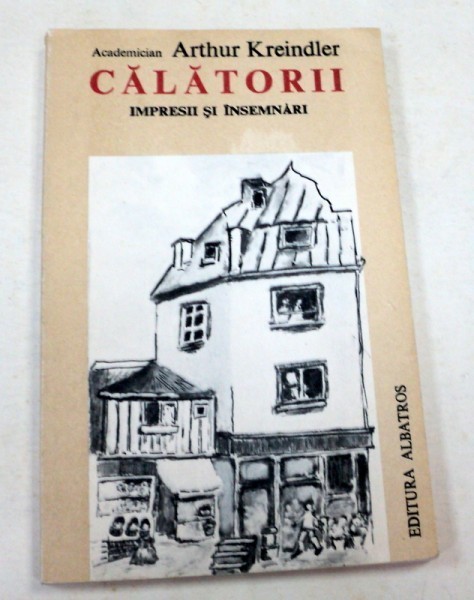 Academician Arthur Kreindler
CĂLĂTORII
IMPRESII ŞI ÎNSEMNĂRI
EDITURA ALBATROS